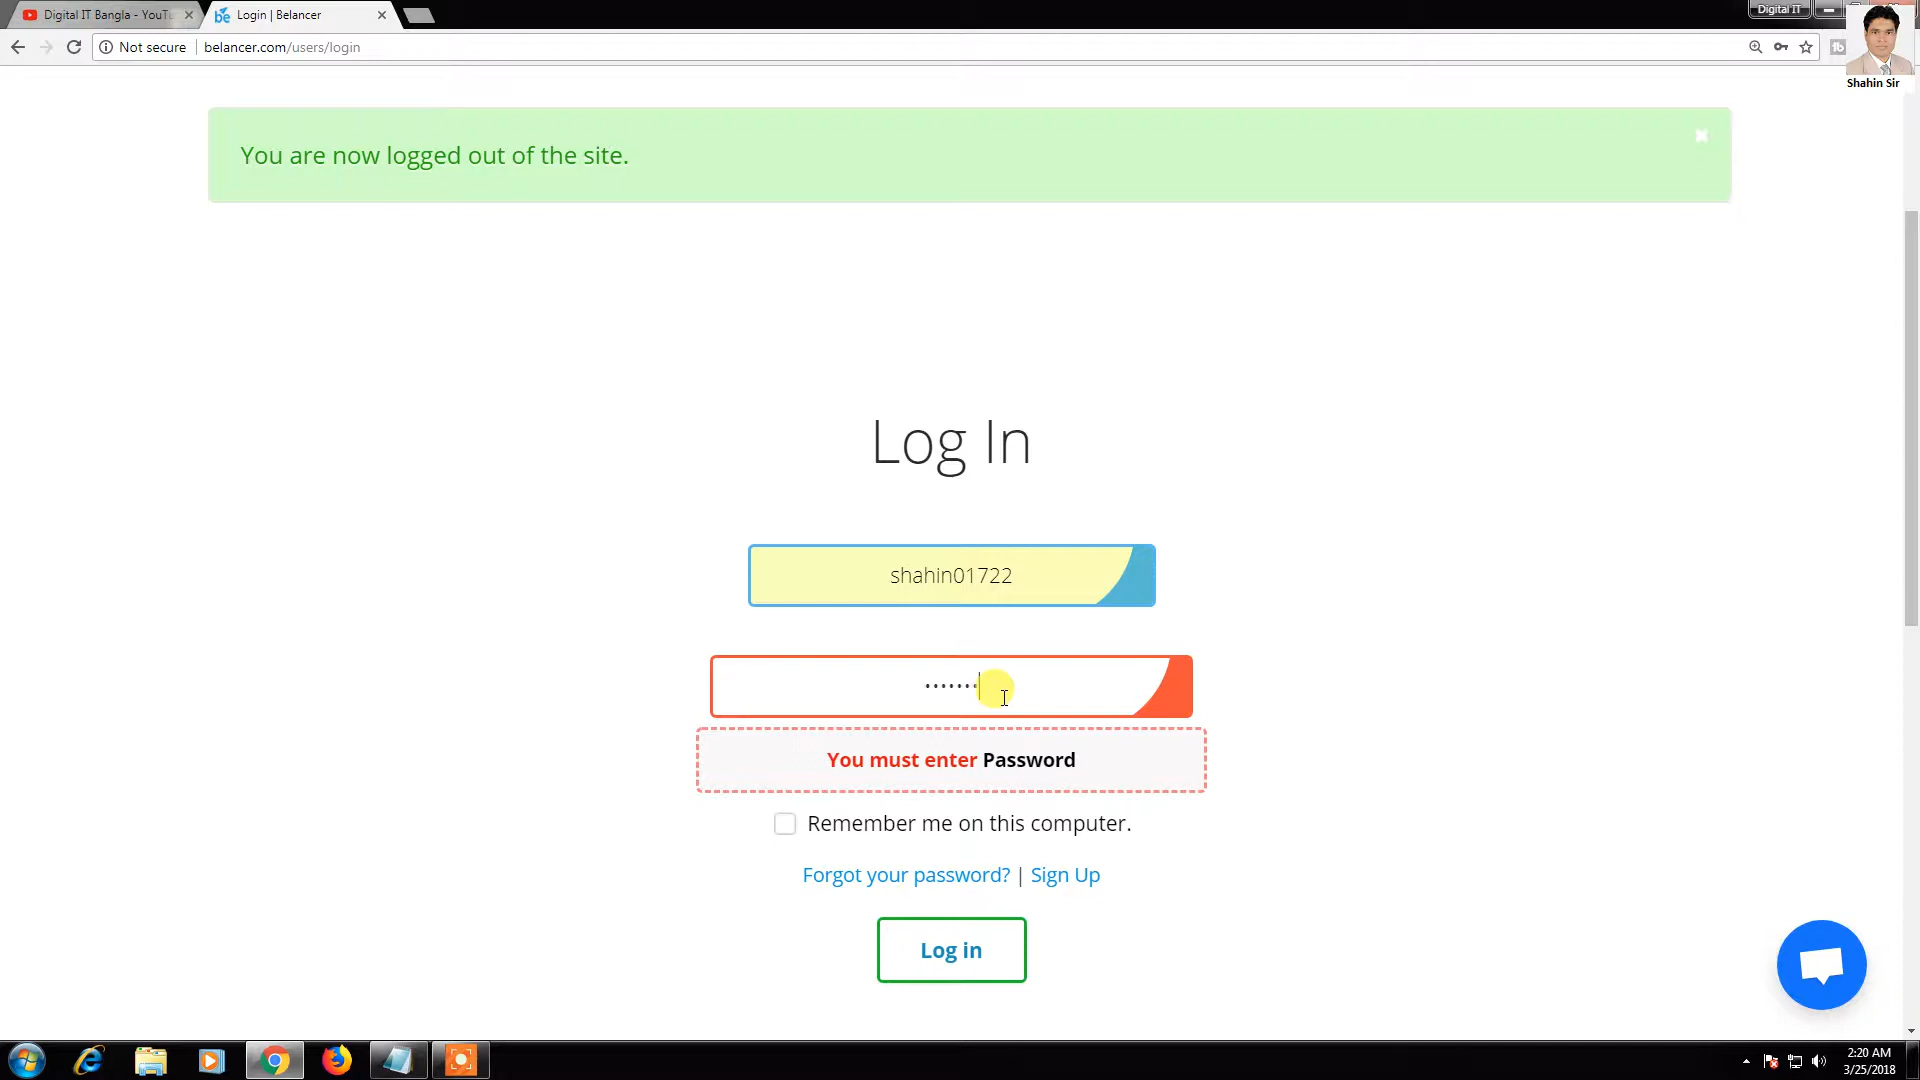 Digital IT Bangla - YouTu
Login | Belancer
Digital IT
Not secure
belancer.com/users/login
Shahin Sir
You are now logged out of the site.
Log In
shahin01722
You must enter Password
Remember me on this computer.
Forgot your password? | Sign Up
Log in
2:20 AM
3/25/2018